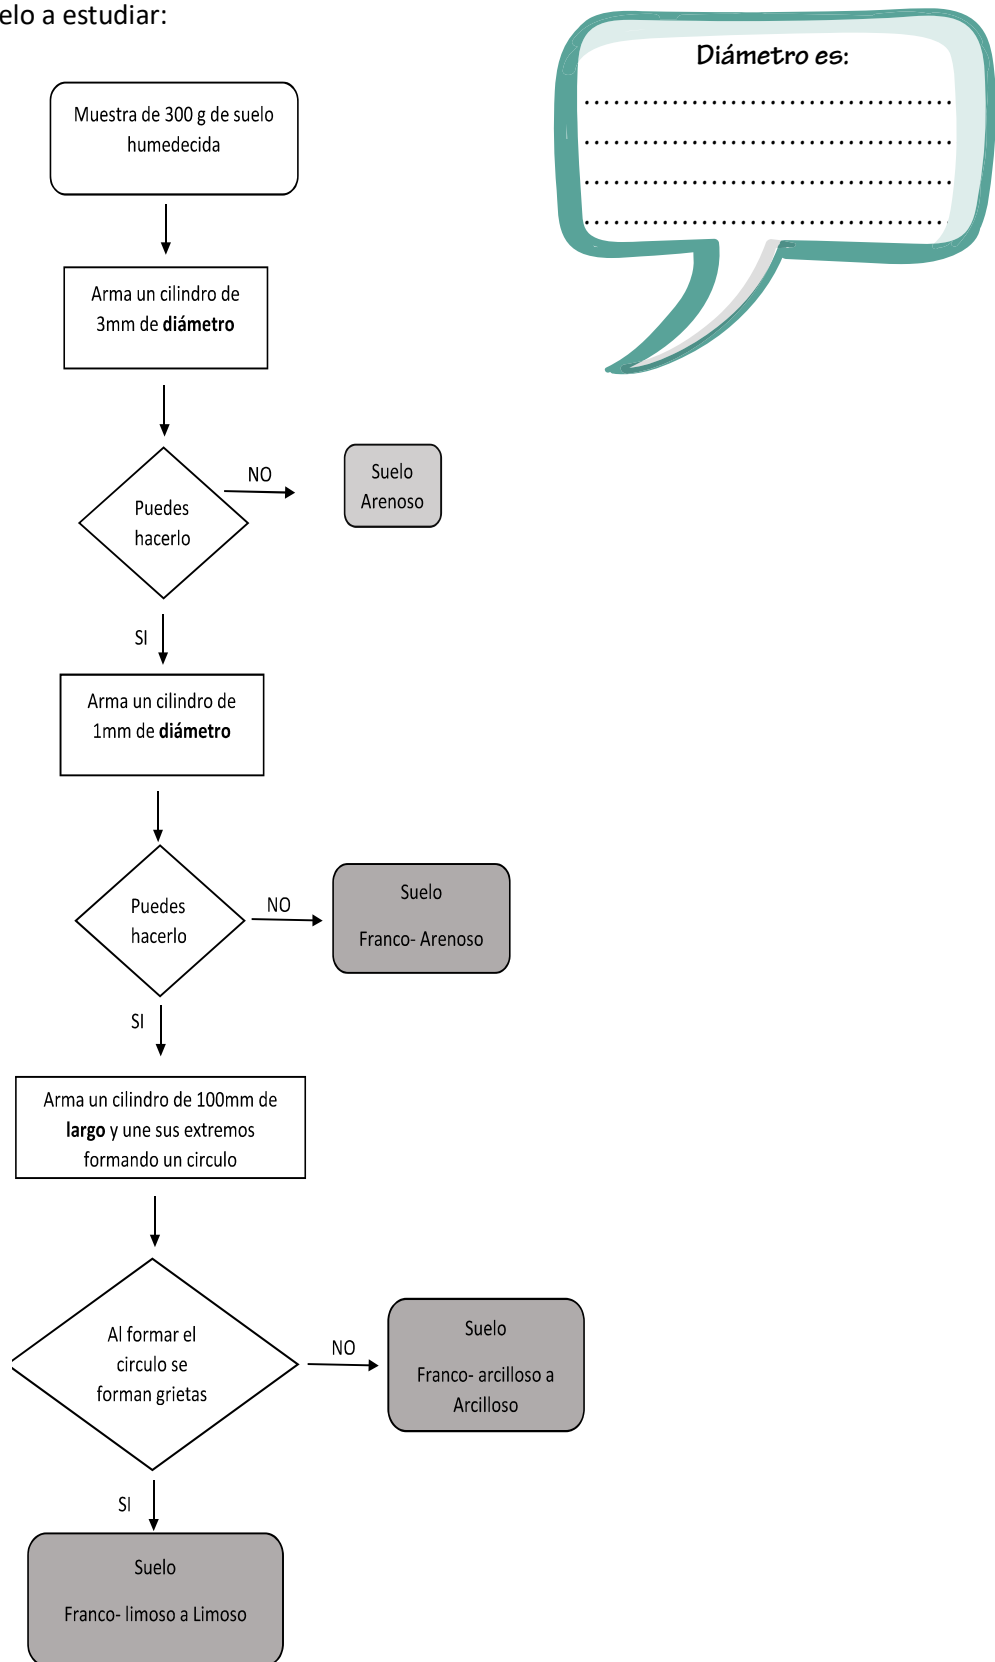 elo a estudiar:
Diámetro es:
Muestra de 300 g de suelo
humedecida
Arma un cilindro de
3mm de diámetro
Puedes
hacerlo
NO
Suelo
Arenoso
SI
Arma un cilindro de
1mm de diámetro
Puedes
hacerlo
NO
Suelo
Franco- Arenoso
SI
Arma un cilindro de 100mm de
largo y une sus extremos
formando un circulo
Al formar el
circulo se
forman grietas
NO
Suelo
Franco- arcilloso a
Arcilloso
SI
Suelo
Franco- limoso a Limoso